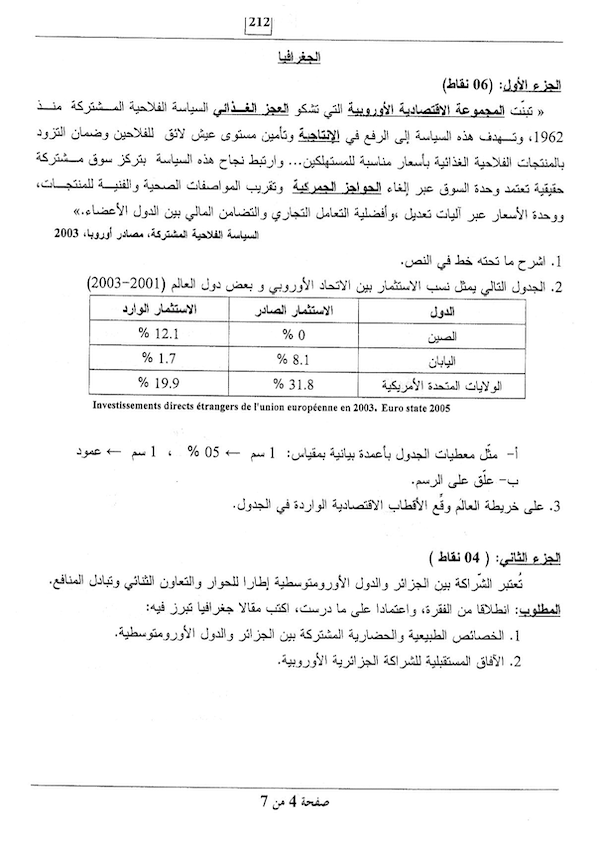 212
الجغرافيا
الجزء الأول: (06 نقاط)
« تبنّت المجموعة الاقتصادية الأوروبية التي تشكو العجز الغذائي السياسة الفلاحية المشتركة منذ
1962، وتهدف هذه السياسة إلى الرفع في الإنتاجية وتأمين مستوى عيش لائق للفلاحين وضمان التزود
بالمنتجات الفلاحية الغذائية بأسعار مناسبة للمستهلكين... وارتبط نجاح هذه السياسة بتركز سوق مشتركة
حقيقية تعتمد وحدة السوق عبر إلغاء الحواجز الجمركية وتقريب المواصفات الصحية والفنية للمنتجات،
ووحدة الأسعار عبر آليات تعديل ،وأفضلية التعامل التجاري والتضامن المالي بين الدول الأعضاء.»
السياسة الفلاحية المشتركة، مصادر أوروبا، 2003
1. اشرح ما تحته خط في النص.
2. الجدول التالي يمثل نسب الاستثمار بين الاتحاد الأوروبي و بعض دول العالم (2001-2003)
الدول الاستثمار الصادر الاستثمار الوارد
الصين 0 % 12.1 %
اليابان 8.1 % 1.7 %
الولايات المتحدة الأمريكية 31.8 % 19.9 %
Investissements directs étrangers de l'union européenne en 2003. Euro state 2005
أ- مثّل معطيات الجدول بأعمدة بيانية بمقياس: 1 سم ← 05 % ، 1 سم ← عمود
ب- علّق على الرسم.
3. على خريطة العالم وقّع الأقطاب الاقتصادية الواردة في الجدول.
الجزء الثاني: ( 04 نقاط )
تُعتبر الشّراكة بين الجزائر والدول الأورومتوسطية إطارا للحوار والتعاون الثنائي وتبادل المنافع.
المطلوب: انطلاقا من الفقرة، واعتمادا على ما درست، اكتب مقالا جغرافيا تبرز فيه:
1. الخصائص الطبيعية والحضارية المشتركة بين الجزائر والدول الأورومتوسطية.
2. الآفاق المستقبلية للشراكة الجزائرية الأوروبية.
صفحة 4 من 7